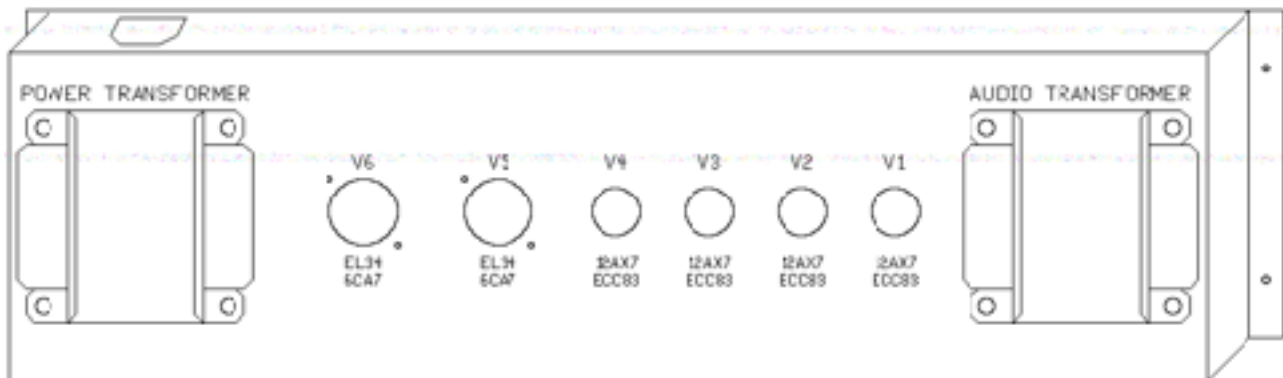 POWER TRANSFORMER
AUDIO TRANSFORMER
V6 V5 V4 V3 V2 V1
EL34 EL34 12AX7 12AX7 12AX7 12AX7
6CA7 6CA7 ECC83 ECC83 ECC83 ECC83